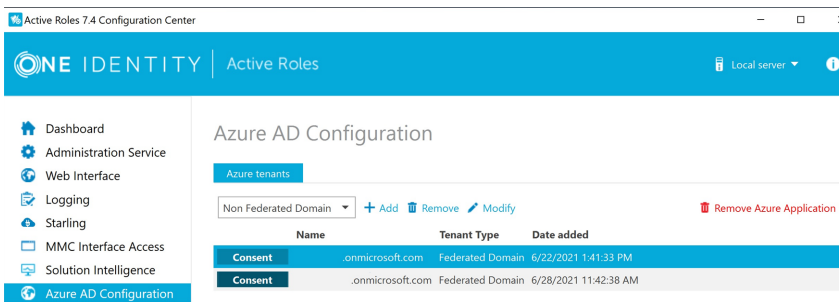 Active Roles 7.4 Configuration Center
ONE IDENTITY Active Roles
Local server
Dashboard
Administration Service
Web Interface
Logging
Starling
MMC Interface Access
Solution Intelligence
Azure AD Configuration
Azure AD Configuration
Azure tenants
Non Federated Domain Add Remove Modify Remove Azure Application
Name Tenant Type Date added
Consent .onmicrosoft.com Federated Domain 6/22/2021 1:41:33 PM
Consent .onmicrosoft.com Federated Domain 6/28/2021 11:42:38 AM